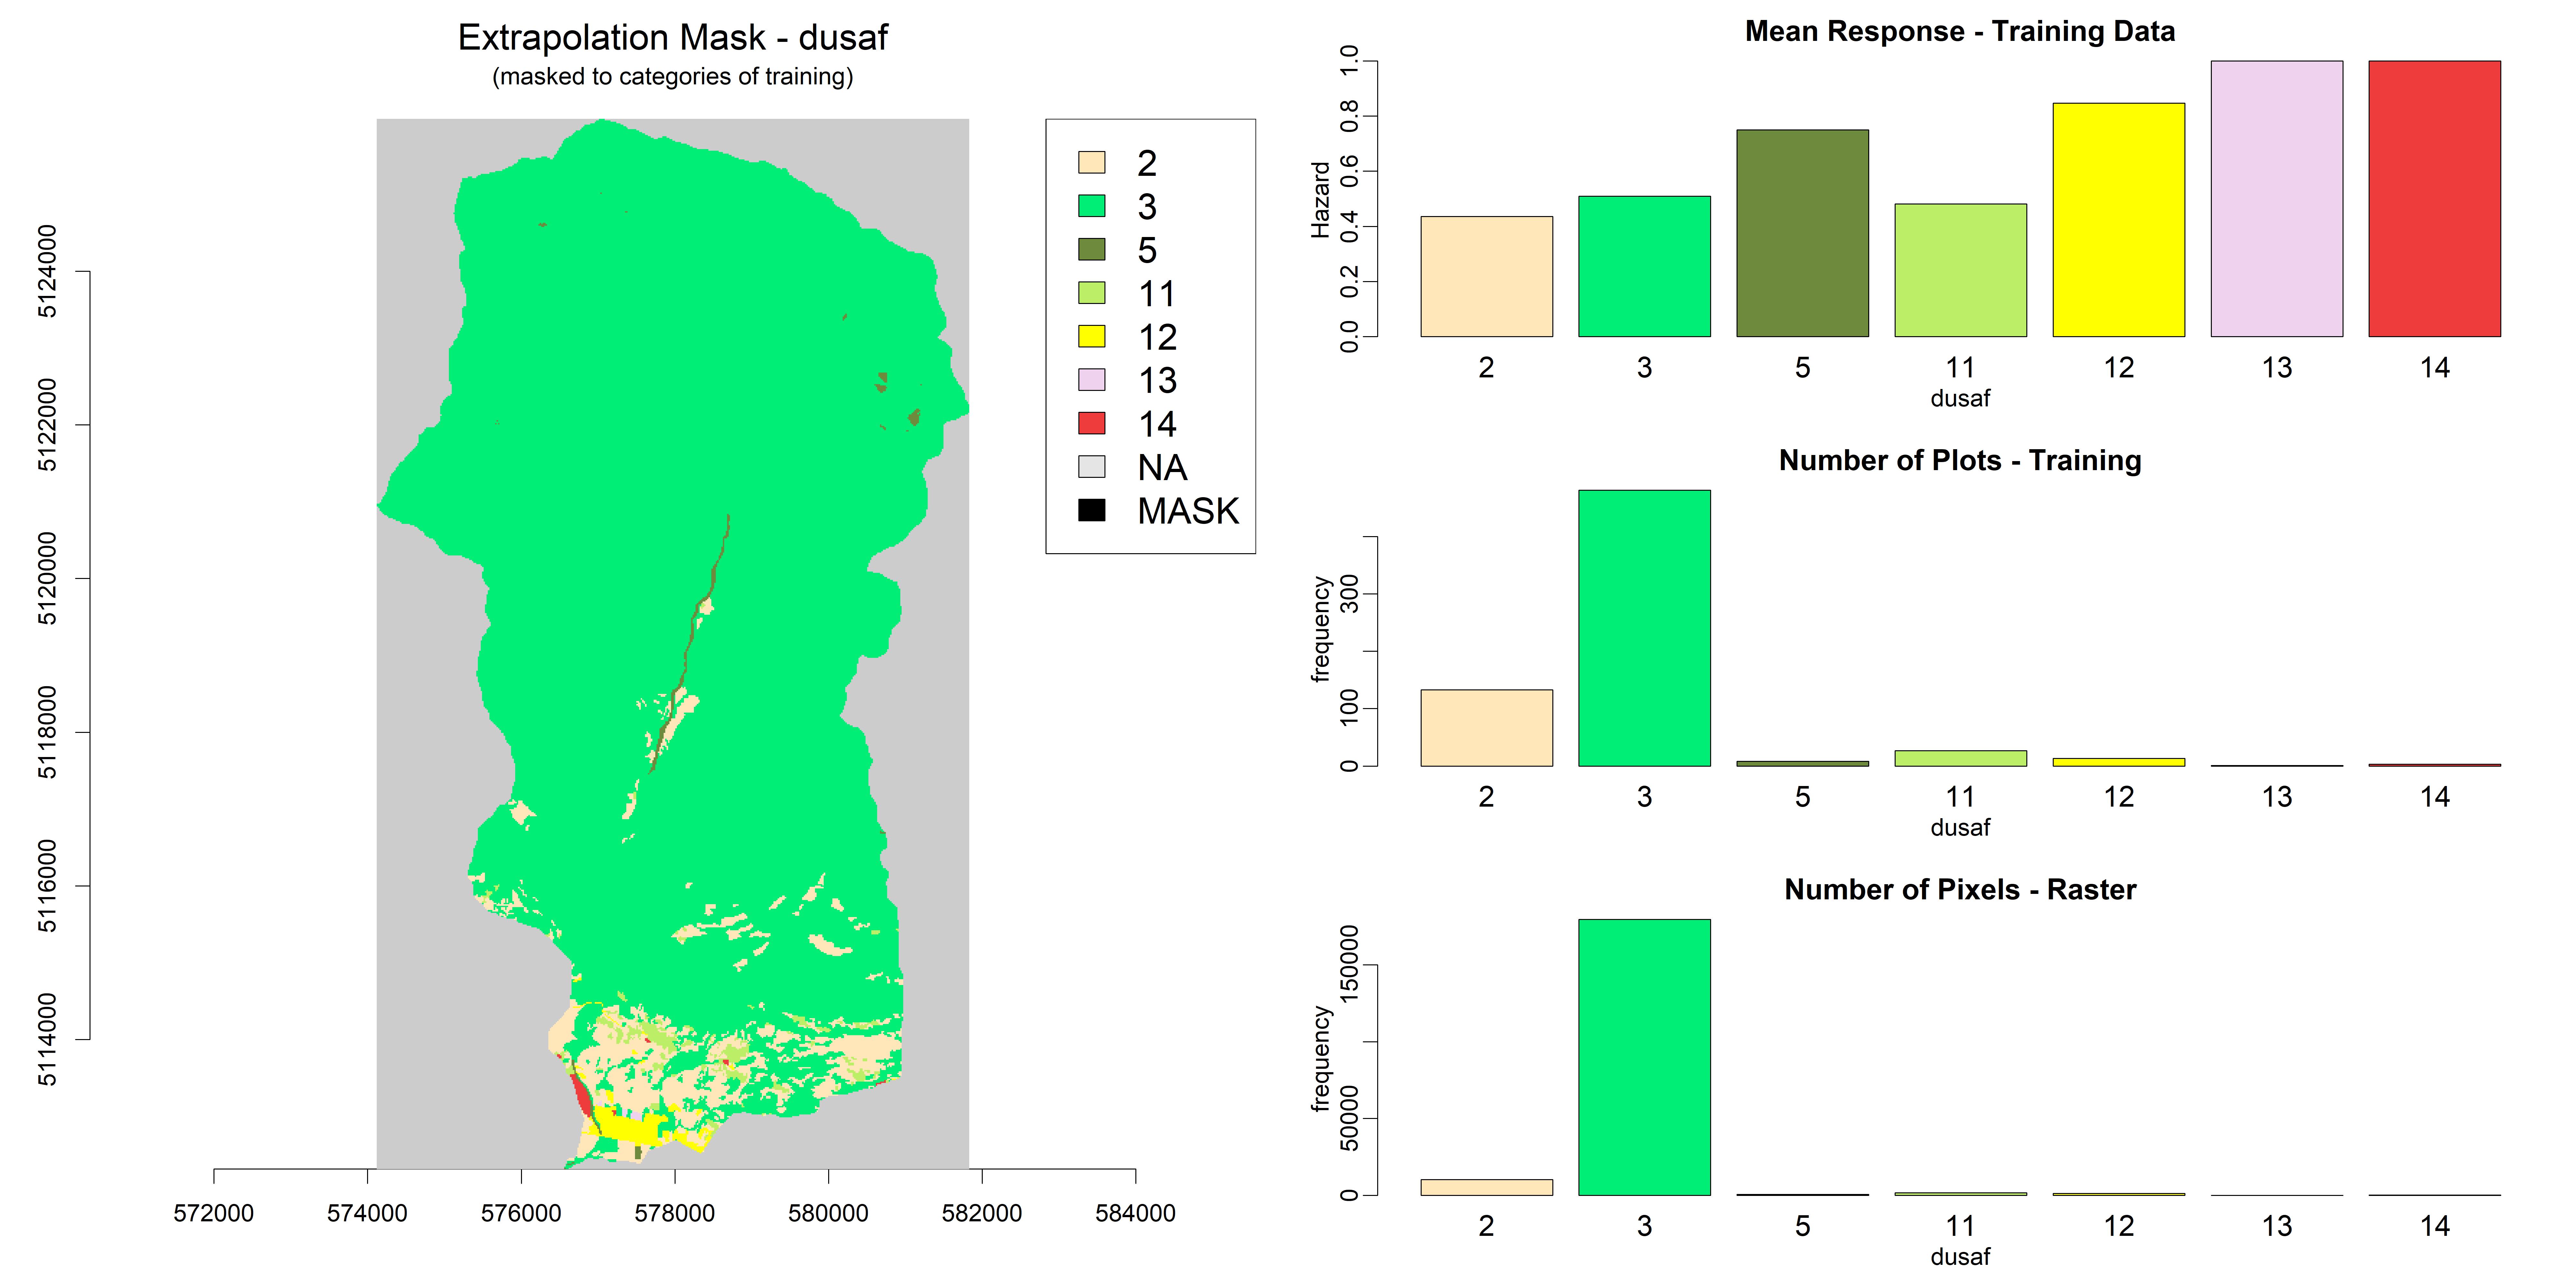 Extrapolation Mask - dusaf
(masked to categories of training)
5124000
5122000
5120000
5118000
5116000
5114000
572000 574000 576000 578000 580000 582000 584000
2
3
5
11
12
13
14
NA
MASK
Mean Response - Training Data
Hazard
1.0
0.8
0.6
0.4
0.2
0.0
2 3 5 11 12 13 14
dusaf
Number of Plots - Training
frequency
300
100
0
2 3 5 11 12 13 14
dusaf
Number of Pixels - Raster
frequency
150000
50000
0
2 3 5 11 12 13 14
dusaf